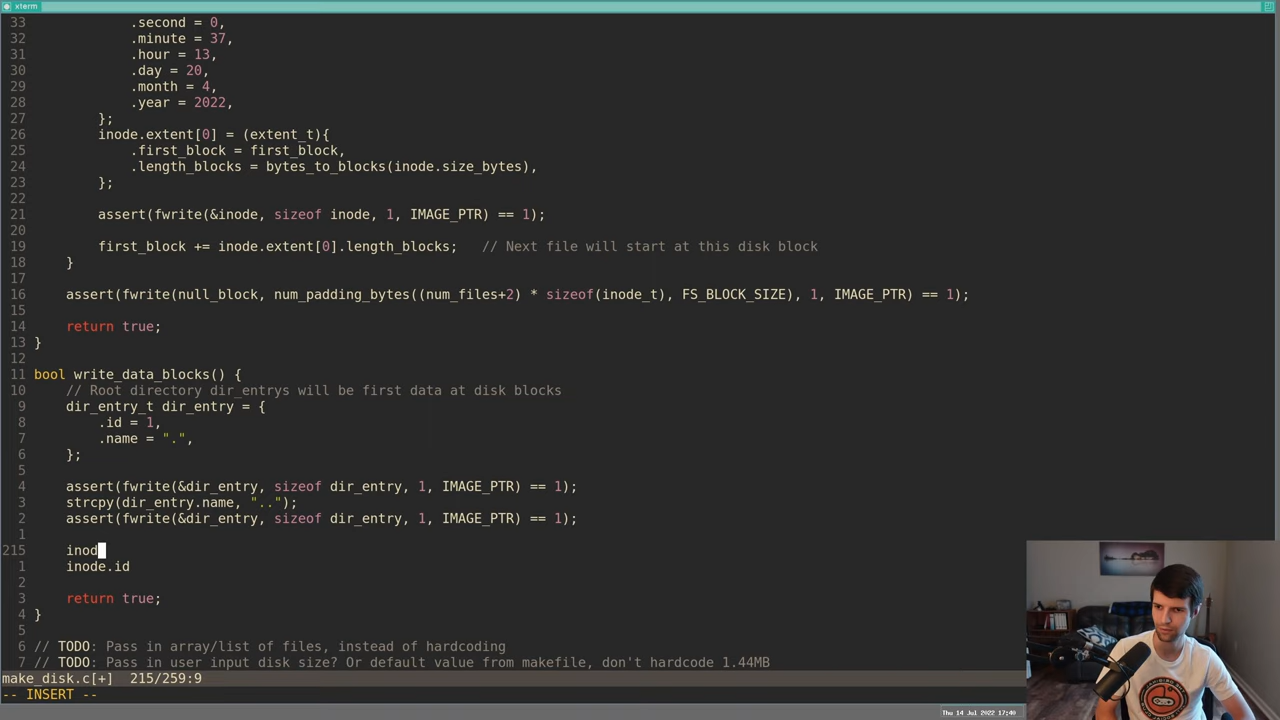 xterm
33 .second = 0,
32 .minute = 37,
31 .hour = 13,
30 .day = 20,
29 .month = 4,
28 .year = 2022,
27 };
26 inode.extent[0] = (extent_t){
25 .first_block = first_block,
24 .length_blocks = bytes_to_blocks(inode.size_bytes),
23 };
22
21 assert(fwrite(&inode, sizeof inode, 1, IMAGE_PTR) == 1);
20
19 first_block += inode.extent[0].length_blocks; // Next file will start at this disk block
18 }
17
16 assert(fwrite(null_block, num_padding_bytes((num_files+2) * sizeof(inode_t), FS_BLOCK_SIZE), 1, IMAGE_PTR) == 1);
15
14 return true;
13 }
12
11 bool write_data_blocks() {
10 // Root directory dir_entrys will be first data at disk blocks
9 dir_entry_t dir_entry = {
8 .id = 1,
7 .name = ".",
6 };
5
4 assert(fwrite(&dir_entry, sizeof dir_entry, 1, IMAGE_PTR) == 1);
3 strcpy(dir_entry.name, "..");
2 assert(fwrite(&dir_entry, sizeof dir_entry, 1, IMAGE_PTR) == 1);
1
215 inod
1 inode.id
2
3 return true;
4 }
5
6 // TODO: Pass in array/list of files, instead of hardcoding
7 // TODO: Pass in user input disk size? Or default value from makefile, don't hardcode 1.44MB
make_disk.c[+] 215/259:9
-- INSERT --
Thu 14 Jul 2022 17:40